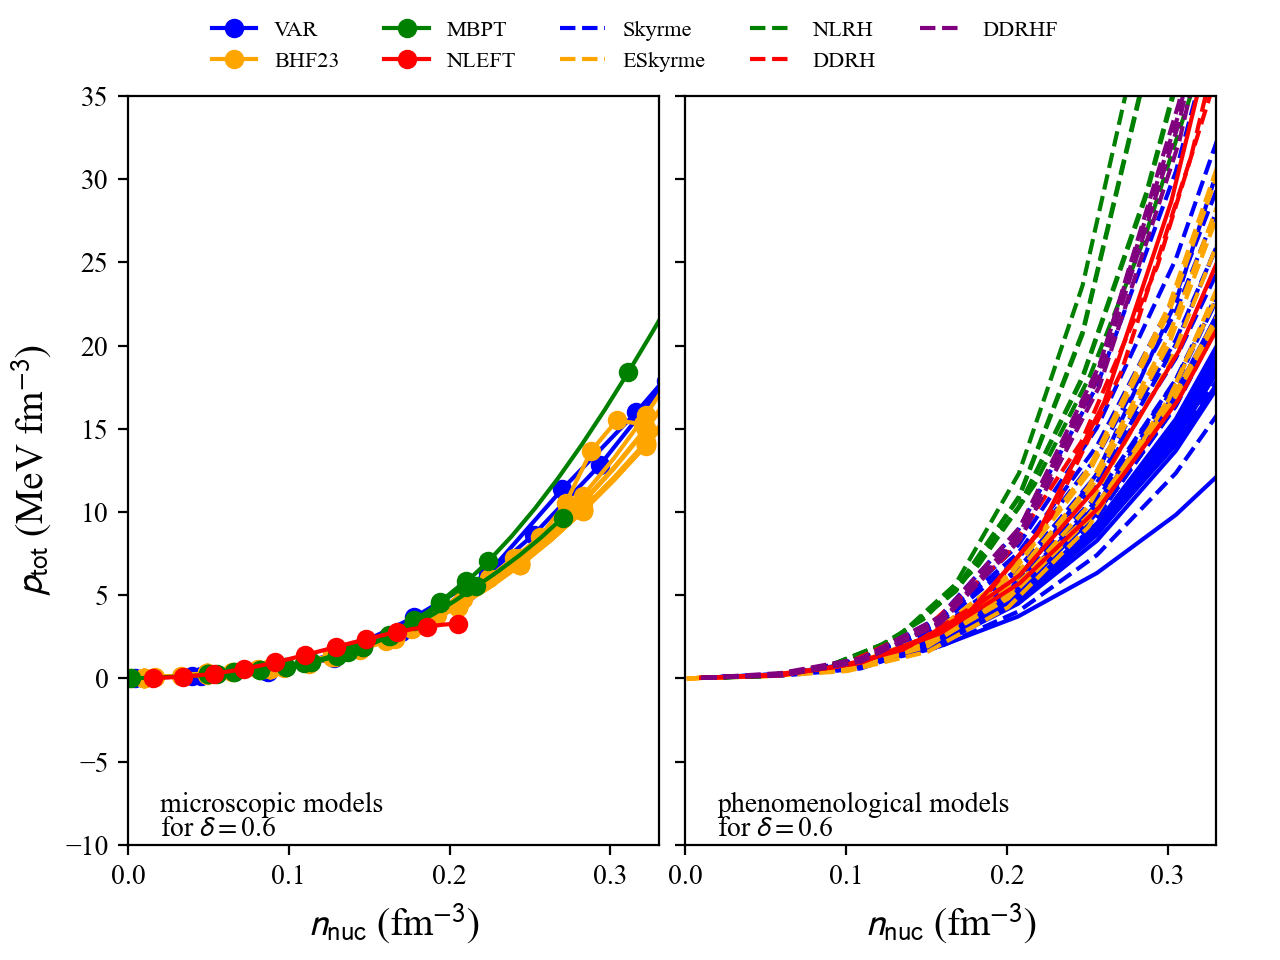 VAR MBPT Skyrme NLRH DDRHF
BHF23 NLEFT ESkyrme DDRH
35
30
25
20
15
10
5
0
−5
−10
p_tot (MeV fm⁻³)
microscopic models
for δ = 0.6
phenomenological models
for δ = 0.6
0.0 0.1 0.2 0.3 0.0 0.1 0.2 0.3
n_nuc (fm⁻³) n_nuc (fm⁻³)